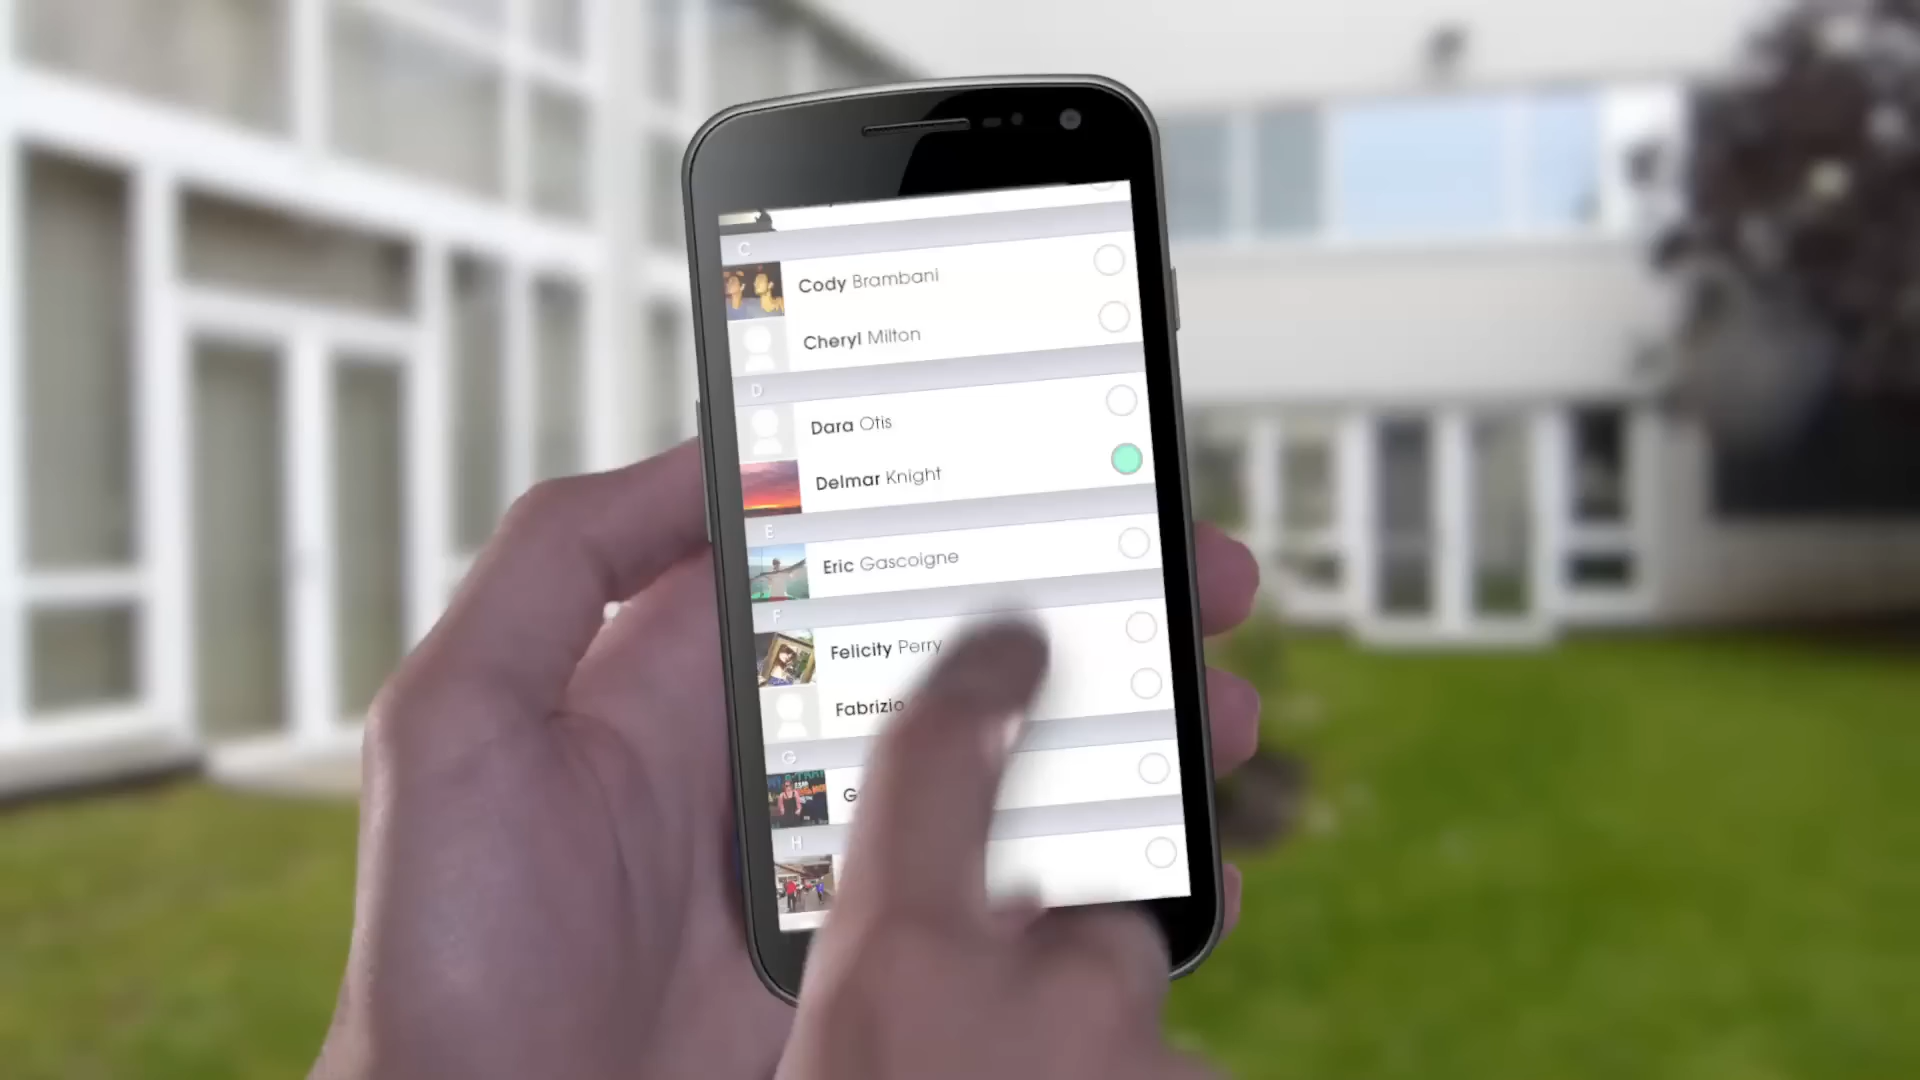 C
Cody Brambani
Cheryl Milton
D
Dara Otis
Delmar Knight
E
Eric Gascoigne
F
Felicity Perry
Fabrizio
G
H